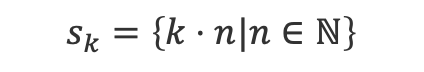 s_k = {k · n|n ∈ ℕ}